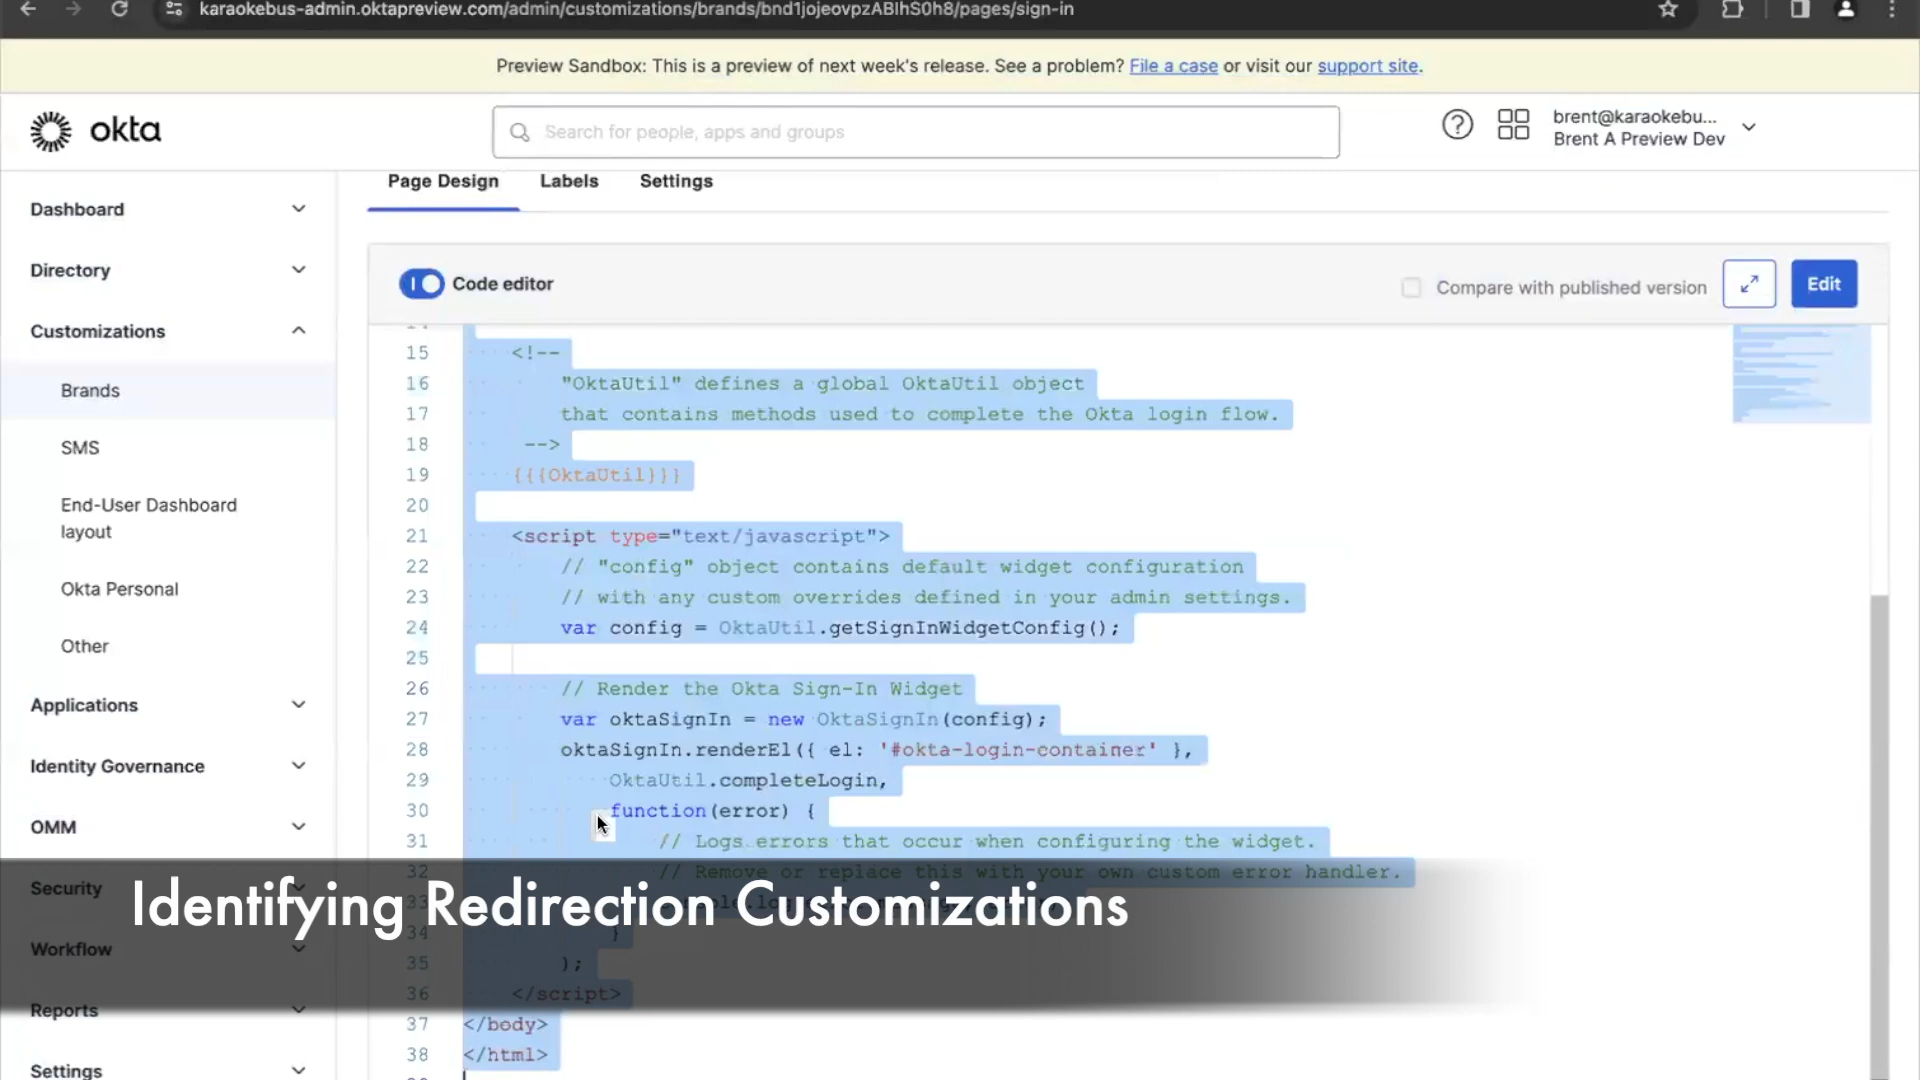 karaokebus-admin.oktapreview.com/admin/customizations/brands/bnd1jojeovpzABlhS0h8/pages/sign-in
Preview Sandbox: This is a preview of next week's release. See a problem? File a case or visit our support site.
okta
Search for people, apps and groups
brent@karaokebu...
Brent A Preview Dev
Page Design
Labels
Settings
Dashboard
Directory
Customizations
Brands
SMS
End-User Dashboard
layout
Okta Personal
Other
Applications
Identity Governance
OMM
Security
Workflow
Reports
Settings
Code editor
Compare with published version
Edit
15 <!--
16 "OktaUtil" defines a global OktaUtil object
17 that contains methods used to complete the Okta login flow.
18 -->
19 {{{OktaUtil}}}
20
21 <script type="text/javascript">
22 // "config" object contains default widget configuration
23 // with any custom overrides defined in your admin settings.
24 var config = OktaUtil.getSignInWidgetConfig();
25
26 // Render the Okta Sign-In Widget
27 var oktaSignIn = new OktaSignIn(config);
28 oktaSignIn.renderEl({ el: '#okta-login-container' },
29 OktaUtil.completeLogin,
30 function(error) {
31 // Logs errors that occur when configuring the widget.
32 // Remove or replace this with your own custom error handler.
33
34 }
35 );
36 </script>
37 </body>
38 </html>
Identifying Redirection Customizations